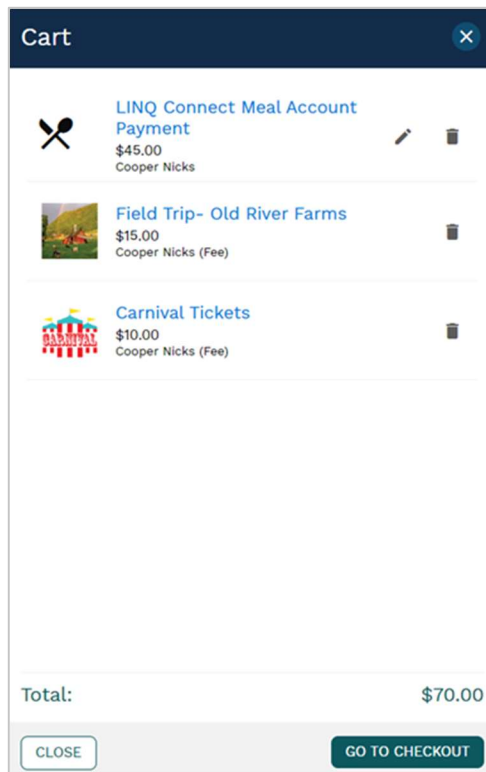 Cart
LINQ Connect Meal Account
Payment
$45.00
Cooper Nicks
Field Trip- Old River Farms
$15.00
Cooper Nicks (Fee)
CARNIVAL
Carnival Tickets
$10.00
Cooper Nicks (Fee)
Total: $70.00
CLOSE GO TO CHECKOUT